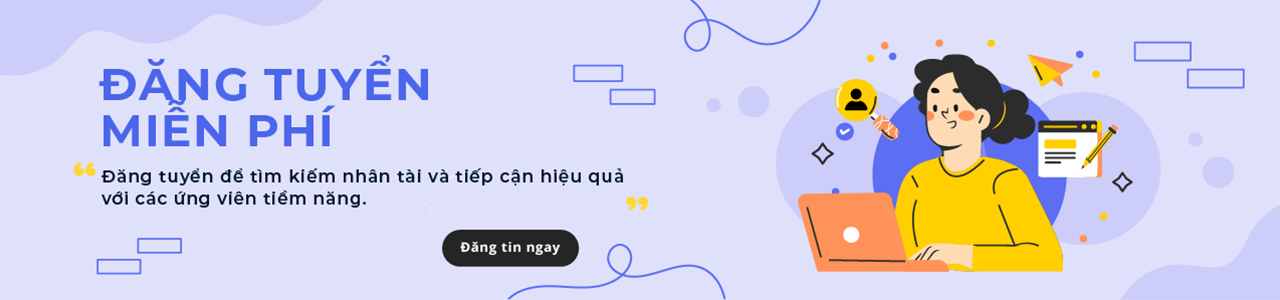 ĐĂNG TUYỂN
MIỄN PHÍ
❝ Đăng tuyển để tìm kiếm nhân tài và tiếp cận hiệu quả
với các ứng viên tiềm năng. ❞
Đăng tin ngay